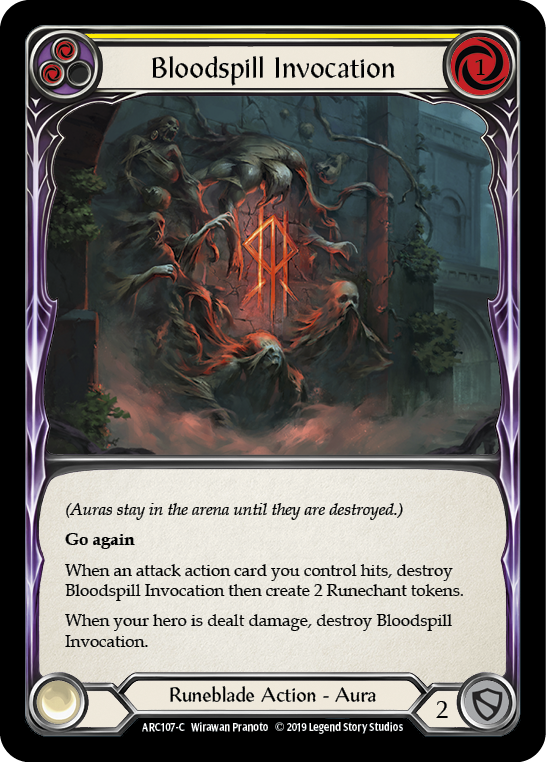 Bloodspill Invocation
1
(Auras stay in the arena until they are destroyed.)
Go again
When an attack action card you control hits, destroy
Bloodspill Invocation then create 2 Runechant tokens.
When your hero is dealt damage, destroy Bloodspill
Invocation.
Runeblade Action - Aura
2
ARC107-C Wirawan Pranoto © 2019 Legend Story Studios